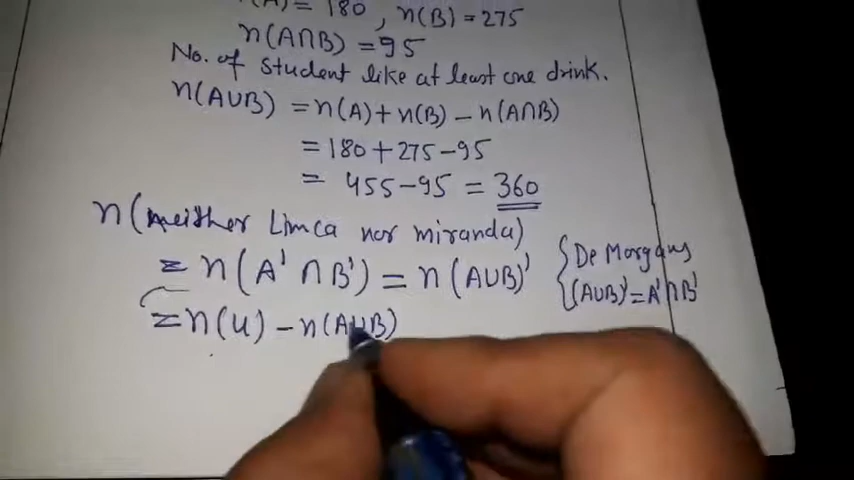 n(A) = 180, n(B) = 275
n(A∩B) = 95
No. of student like at least one drink.
n(A∪B) = n(A) + n(B) - n(A∩B)
= 180 + 275 - 95
= 455 - 95 = 360
n(neither Limca nor miranda)
= n(A' ∩ B') = n(A∪B)' {De Morgans
(A∪B)' = A'∩B'
= n(U) - n(A∪B)